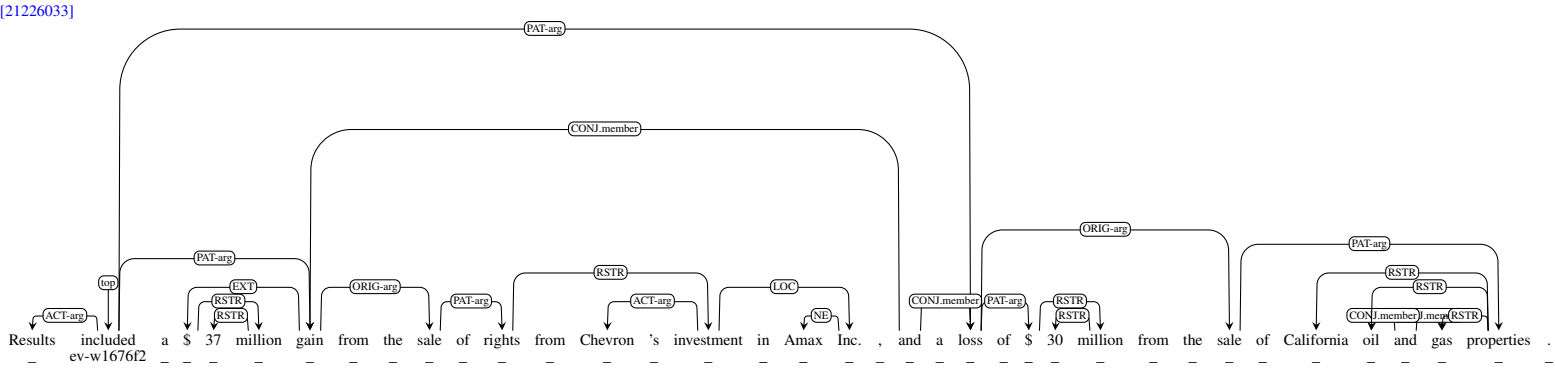 [21226033]
PAT-arg
CONJ.member
ORIG-arg
PAT-arg PAT-arg
top EXT ORIG-arg RSTR LOC RSTR
RSTR PAT-arg ACT-arg CONJ.member PAT-arg RSTR RSTR
ACT-arg RSTR NE RSTR CONJ.member RSTR
Results included a $ 37 million gain from the sale of rights from Chevron 's investment in Amax Inc. , and a loss of $ 30 million from the sale of California oil and gas properties .
_ ev-w1676f2 _ _ _ _ _ _ _ _ _ _ _ _ _ _ _ _ _ _ _ _ _ _ _ _ _ _ _ _ _ _ _ _ _ _ _